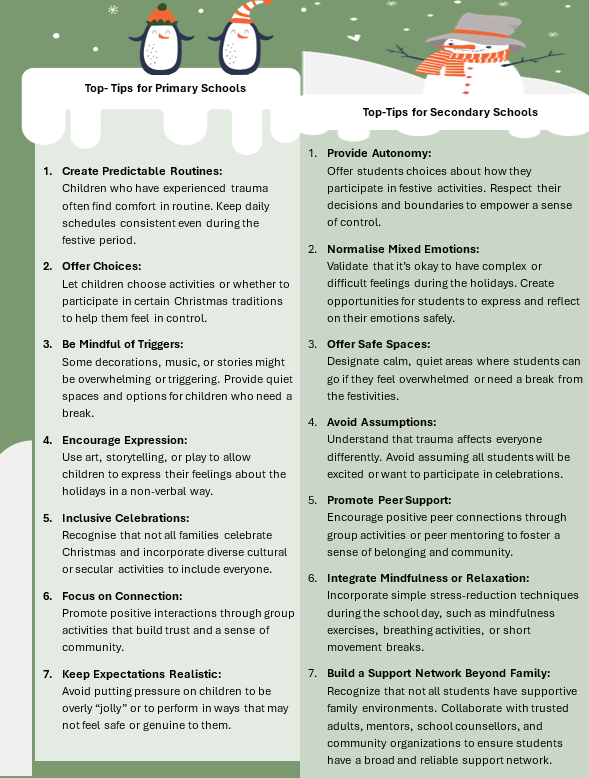 Top- Tips for Primary Schools
1. Create Predictable Routines:
Children who have experienced trauma
often find comfort in routine. Keep daily
schedules consistent even during the
festive period.
2. Offer Choices:
Let children choose activities or whether to
participate in certain Christmas traditions
to help them feel in control.
3. Be Mindful of Triggers:
Some decorations, music, or stories might
be overwhelming or triggering. Provide quiet
spaces and options for children who need a
break.
4. Encourage Expression:
Use art, storytelling, or play to allow
children to express their feelings about the
holidays in a non-verbal way.
5. Inclusive Celebrations:
Recognise that not all families celebrate
Christmas and incorporate diverse cultural
or secular activities to include everyone.
6. Focus on Connection:
Promote positive interactions through group
activities that build trust and a sense of
community.
7. Keep Expectations Realistic:
Avoid putting pressure on children to be
overly “jolly” or to perform in ways that may
not feel safe or genuine to them.
Top-Tips for Secondary Schools
1. Provide Autonomy:
Offer students choices about how they
participate in festive activities. Respect their
decisions and boundaries to empower a sense
of control.
2. Normalise Mixed Emotions:
Validate that it’s okay to have complex or
difficult feelings during the holidays. Create
opportunities for students to express and reflect
on their emotions safely.
3. Offer Safe Spaces:
Designate calm, quiet areas where students can
go if they feel overwhelmed or need a break from
the festivities.
4. Avoid Assumptions:
Understand that trauma affects everyone
differently. Avoid assuming all students will be
excited or want to participate in celebrations.
5. Promote Peer Support:
Encourage positive peer connections through
group activities or peer mentoring to foster a
sense of belonging and community.
6. Integrate Mindfulness or Relaxation:
Incorporate simple stress-reduction techniques
during the school day, such as mindfulness
exercises, breathing activities, or short
movement breaks.
7. Build a Support Network Beyond Family:
Recognize that not all students have supportive
family environments. Collaborate with trusted
adults, mentors, school counsellors, and
community organizations to ensure students
have a broad and reliable support network.